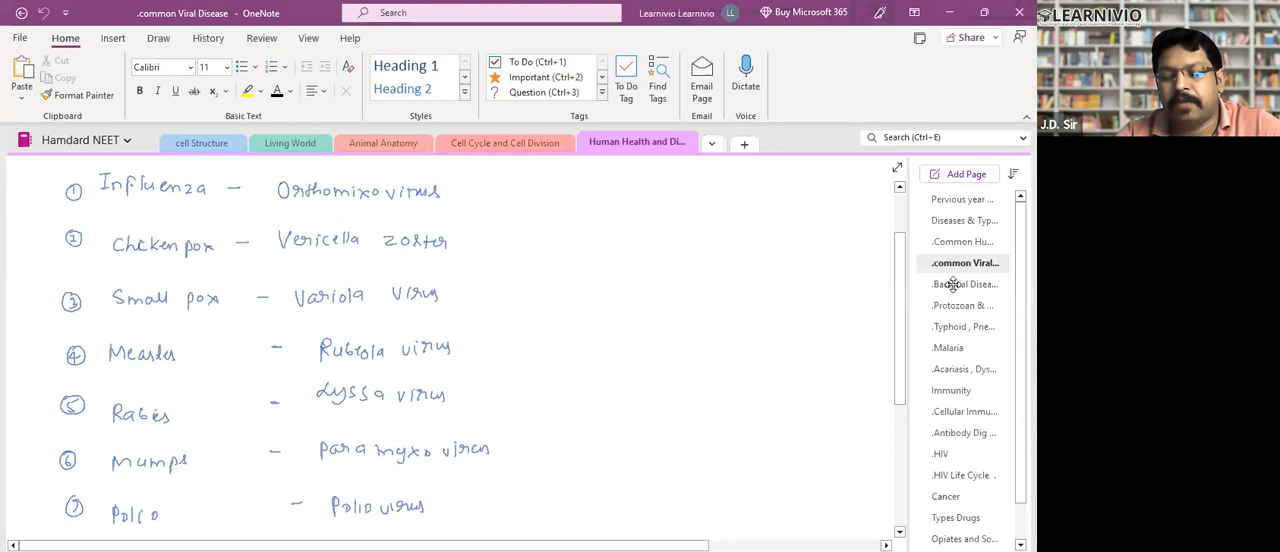 .common Viral Disease - OneNote
Search
Learnivio Learnivio
LL
Buy Microsoft 365
LEARNIVIO
File
Home
Insert
Draw
History
Review
View
Help
Share
Paste
Cut
Copy
Format Painter
Clipboard
Calibri
11
Basic Text
Heading 1
Heading 2
Styles
To Do (Ctrl+1)
Important (Ctrl+2)
Question (Ctrl+3)
Tags
To Do Tag
Find Tags
Email Page
Email
Dictate
Voice
J.D. Sir
Hamdard NEET
cell Structure
Living World
Animal Anatomy
Cell Cycle and Cell Division
Human Health and Di...
Search (Ctrl+E)
① Influenza - Orthomixo virus
② Chicken pox - Vericella zoster
③ Small pox - Variola virus
④ Measles - Rubiola virus
⑤ Rabies - Lyssa virus
⑥ Mumps - Paramyxo virus
⑦ Polio - Polio virus
Add Page
Pervious year ...
Diseases & Typ...
.Common Hu...
.common Viral...
.Protozoan & ...
.Typhoid , Pne...
.Malaria
.Acariasis , Dys...
Immunity
.Cellular Immu...
.Antibody Dig ...
.HIV
.HIV Life Cycle .
Cancer
Types Drugs
Opiates and So...